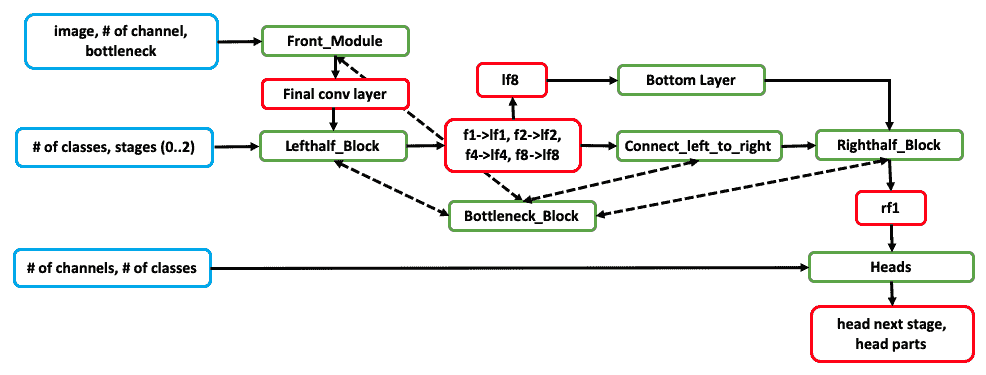 image, # of channel,
bottleneck
Front_Module
Final conv layer
lf8
Bottom Layer
# of classes, stages (0..2)
Lefthalf_Block
f1->lf1, f2->lf2,
f4->lf4, f8->lf8
Connect_left_to_right
Righthalf_Block
Bottleneck_Block
rf1
# of channels, # of classes
Heads
head next stage,
head parts